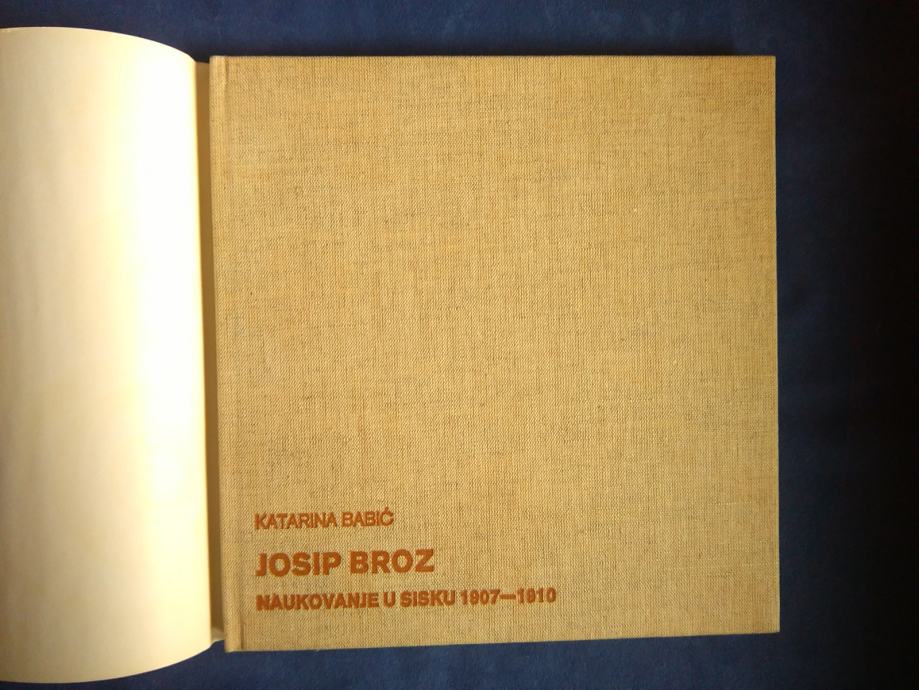 KATARINA BABIĆ
JOSIP BROZ
NAUKOVANJE U SISKU 1907—1910